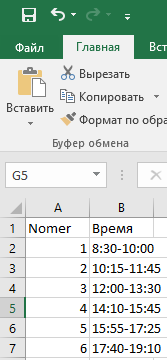 Файл Главная Вст
Вставить
Вырезать
Копировать
Формат по обра
Буфер обмена
G5
A B
1 Nomer Время
2 1 8:30-10:00
3 2 10:15-11:45
4 3 12:00-13:30
5 4 14:10-15:45
6 5 15:55-17:25
7 6 17:40-19:10